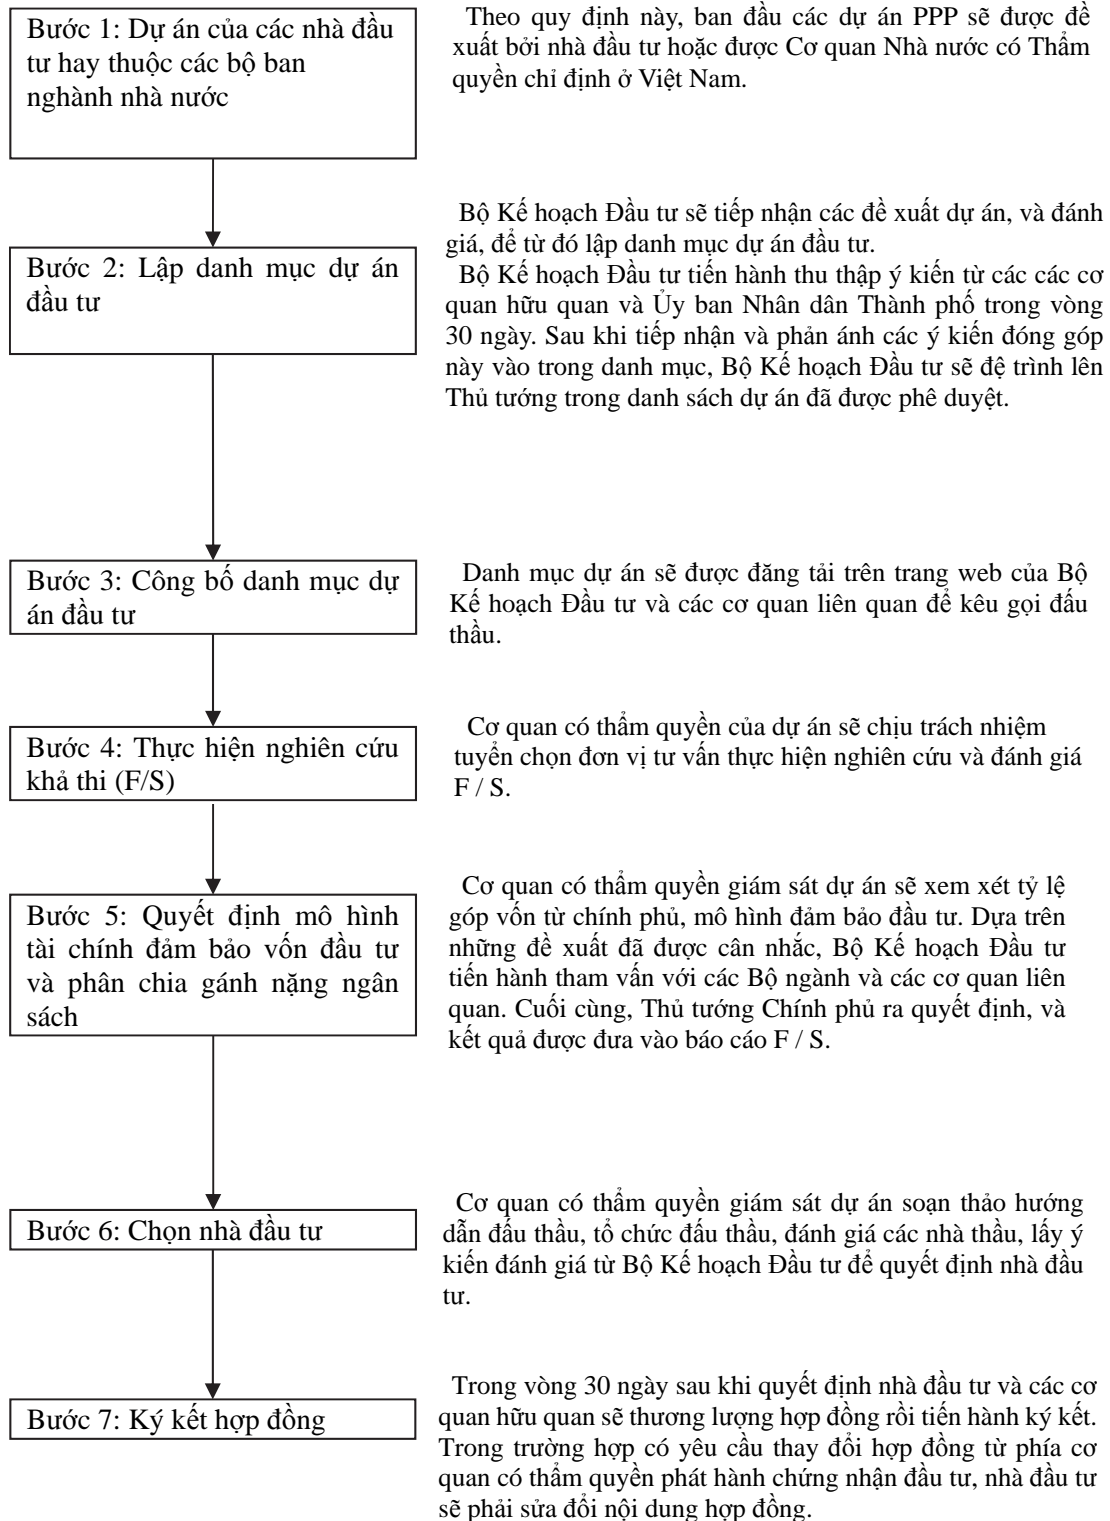 Bước 1: Dự án của các nhà đầu
tư hay thuộc các bộ ban
nghành nhà nước
Theo quy định này, ban đầu các dự án PPP sẽ được đề
xuất bởi nhà đầu tư hoặc được Cơ quan Nhà nước có Thẩm
quyền chỉ định ở Việt Nam.
Bước 2: Lập danh mục dự án
đầu tư
Bộ Kế hoạch Đầu tư sẽ tiếp nhận các đề xuất dự án, và đánh
giá, để từ đó lập danh mục dự án đầu tư.
Bộ Kế hoạch Đầu tư tiến hành thu thập ý kiến từ các các cơ
quan hữu quan và Ủy ban Nhân dân Thành phố trong vòng
30 ngày. Sau khi tiếp nhận và phản ánh các ý kiến đóng góp
này vào trong danh mục, Bộ Kế hoạch Đầu tư sẽ đệ trình lên
Thủ tướng trong danh sách dự án đã được phê duyệt.
Bước 3: Công bố danh mục dự
án đầu tư
Danh mục dự án sẽ được đăng tải trên trang web của Bộ
Kế hoạch Đầu tư và các cơ quan liên quan để kêu gọi đấu
thầu.
Bước 4: Thực hiện nghiên cứu
khả thi (F/S)
Cơ quan có thẩm quyền của dự án sẽ chịu trách nhiệm
tuyển chọn đơn vị tư vấn thực hiện nghiên cứu và đánh giá
F / S.
Bước 5: Quyết định mô hình
tài chính đảm bảo vốn đầu tư
và phân chia gánh nặng ngân
sách
Cơ quan có thẩm quyền giám sát dự án sẽ xem xét tỷ lệ
góp vốn từ chính phủ, mô hình đảm bảo đầu tư. Dựa trên
những đề xuất đã được cân nhắc, Bộ Kế hoạch Đầu tư
tiến hành tham vấn với các Bộ ngành và các cơ quan liên
quan. Cuối cùng, Thủ tướng Chính phủ ra quyết định, và
kết quả được đưa vào báo cáo F / S.
Bước 6: Chọn nhà đầu tư
Cơ quan có thẩm quyền giám sát dự án soạn thảo hướng
dẫn đấu thầu, tổ chức đấu thầu, đánh giá các nhà thầu, lấy ý
kiến đánh giá từ Bộ Kế hoạch Đầu tư để quyết định nhà đầu
tư.
Bước 7: Ký kết hợp đồng
Trong vòng 30 ngày sau khi quyết định nhà đầu tư và các cơ
quan hữu quan sẽ thương lượng hợp đồng rồi tiến hành ký kết.
Trong trường hợp có yêu cầu thay đổi hợp đồng từ phía cơ
quan có thẩm quyền phát hành chứng nhận đầu tư, nhà đầu tư
sẽ phải sửa đổi nội dung hợp đồng.